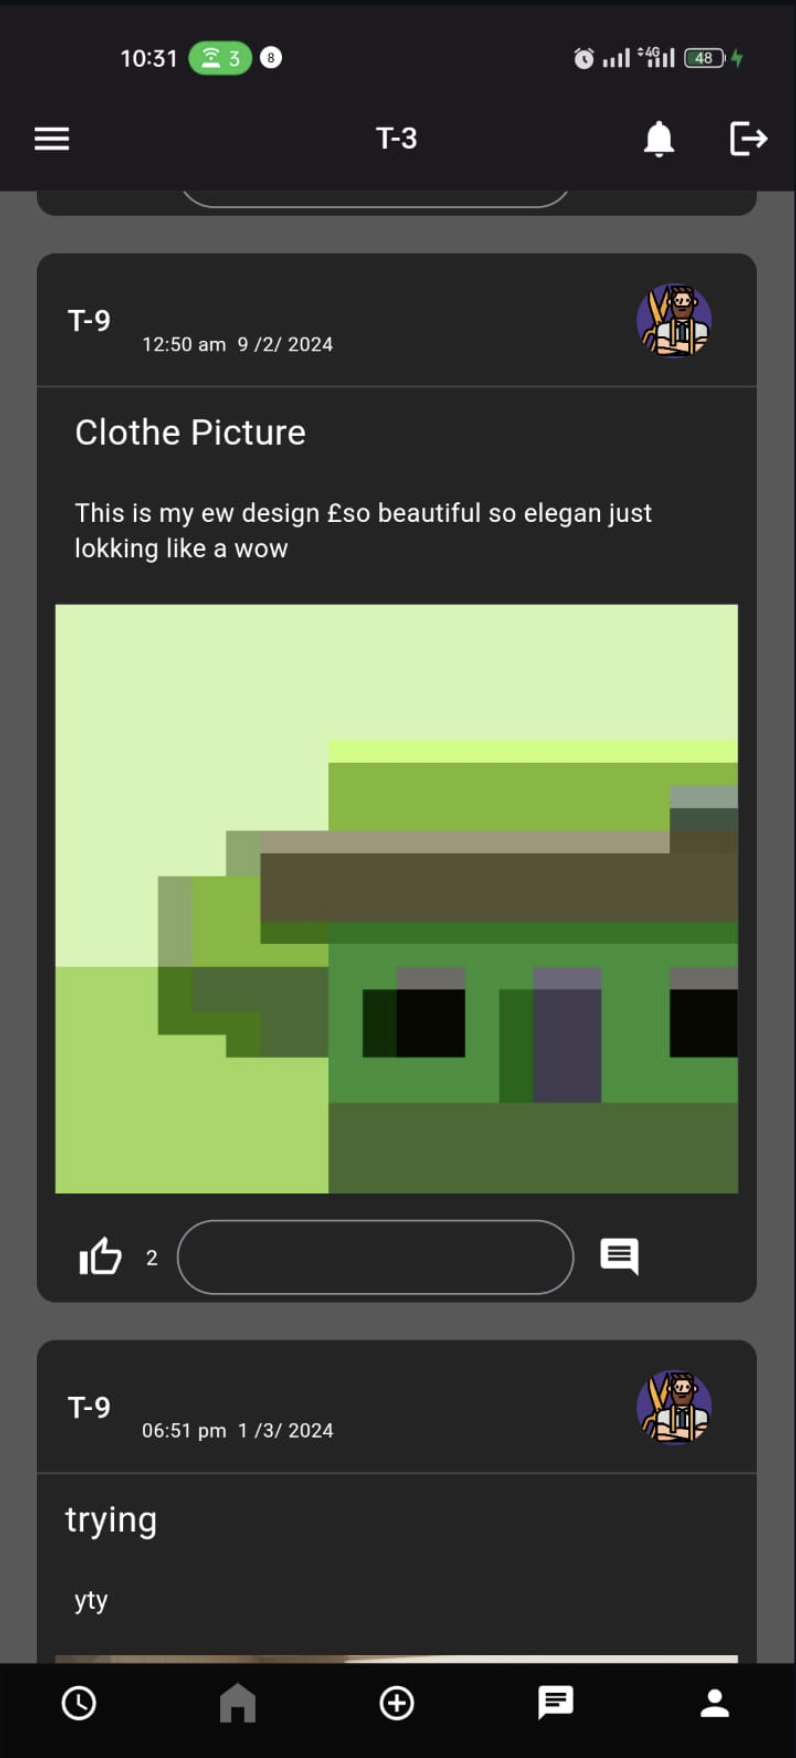 10:31 3 8 4G 48
T-3
T-9
12:50 am 9 /2/ 2024
Clothe Picture
This is my ew design £so beautiful so elegan just
lokking like a wow
2
T-9
06:51 pm 1 /3/ 2024
trying
yty